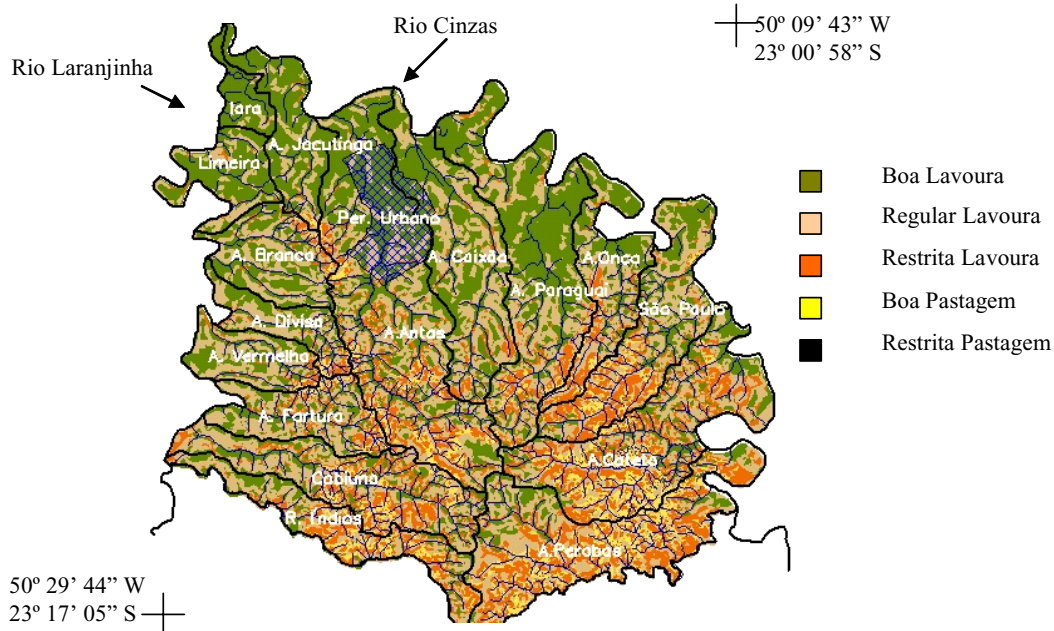 50º 09’ 43” W
23º 00’ 58” S
Rio Cinzas
Rio Laranjinha
Iara
A. Jacutinga
Limeira
Per. Urbano
A. Branca
A. Caixão
A.Onça
A. Paraguai
São Paulo
A. Divisa
A.Antas
A. Vermelha
A. Fartura
A.Cateto
Cabiuna
R. Indios
A.Perobas
Boa Lavoura
Regular Lavoura
Restrita Lavoura
Boa Pastagem
Restrita Pastagem
50º 29’ 44” W
23º 17’ 05” S